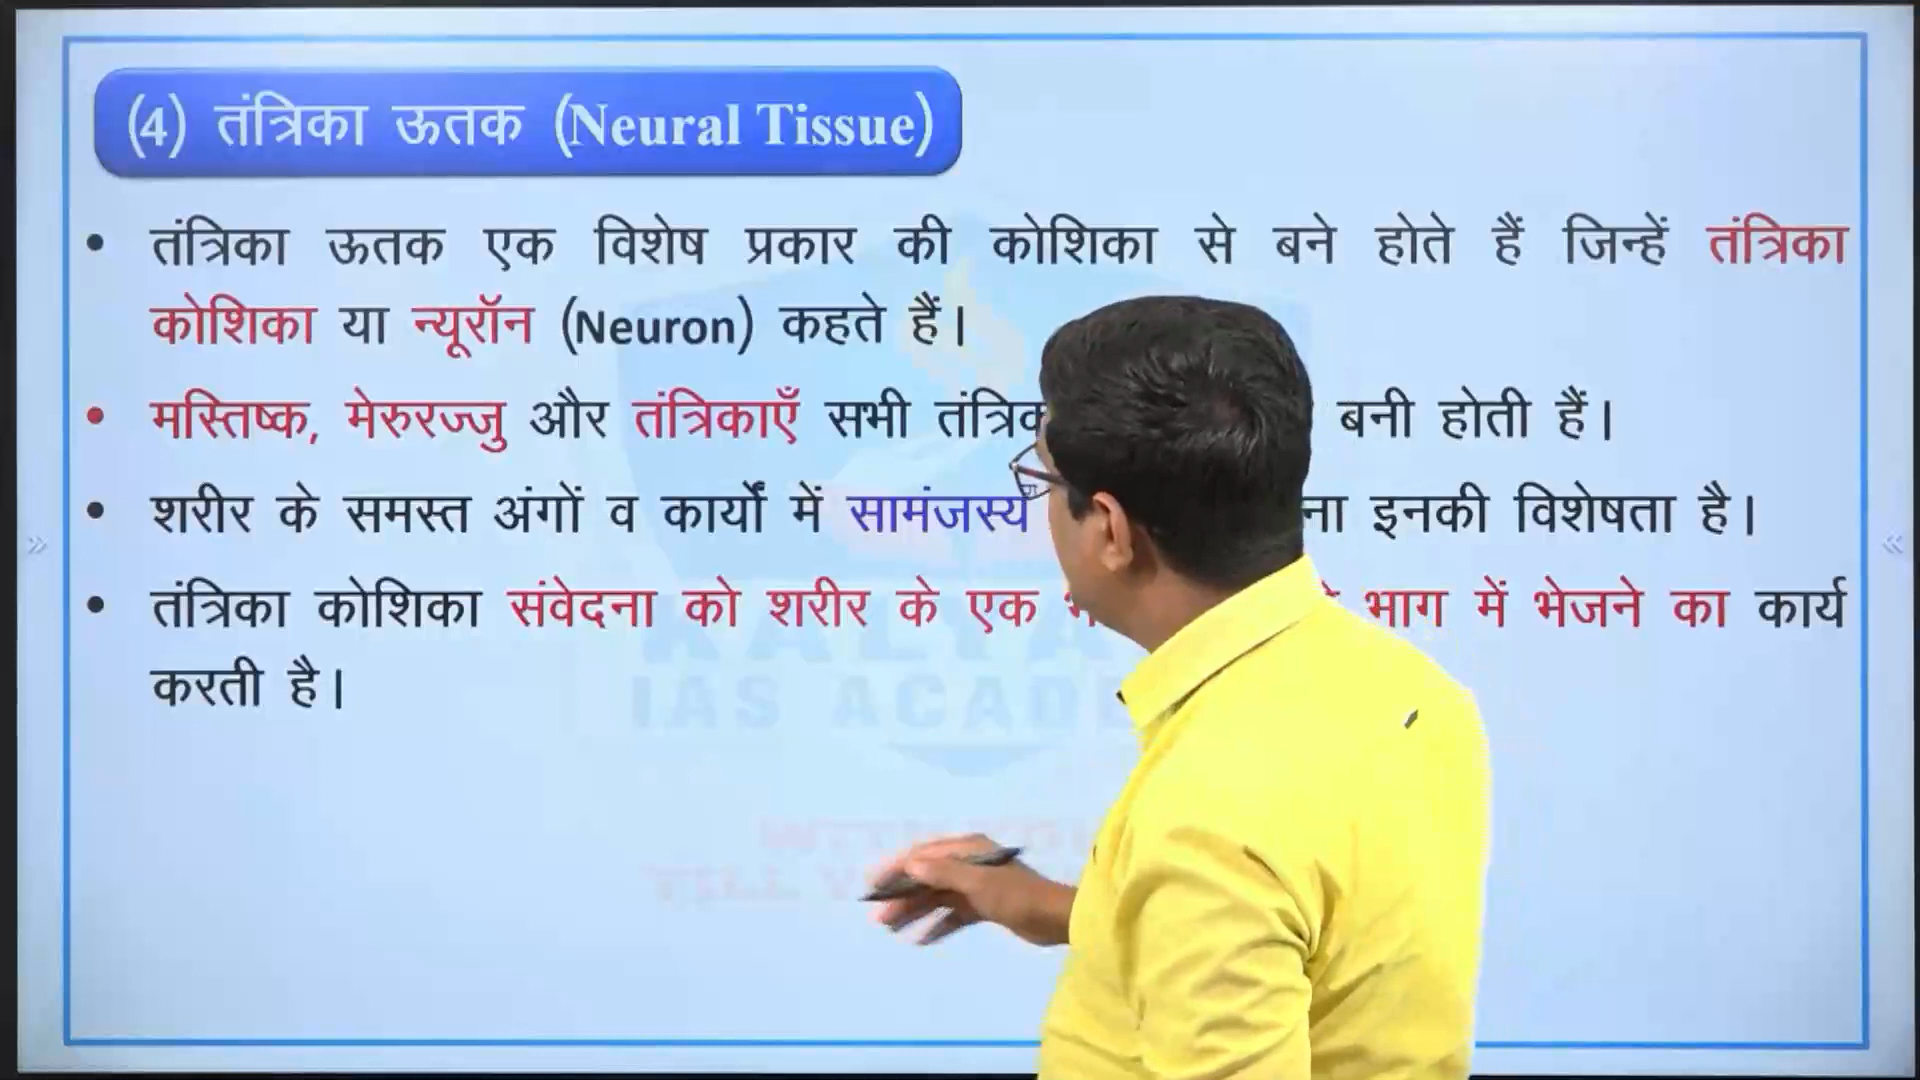 (4) तंत्रिका ऊतक (Neural Tissue)
• तंत्रिका ऊतक एक विशेष प्रकार की कोशिका से बने होते हैं जिन्हें तंत्रिका
कोशिका या न्यूरॉन (Neuron) कहते हैं।
• मस्तिष्क, मेरुरज्जु और तंत्रिकाएँ सभी बनी होती हैं।
• शरीर के समस्त अंगों व कार्यों में सामंजस्य इनकी विशेषता है।
• तंत्रिका कोशिका संवेदना को शरीर के एक भाग में भेजने का कार्य
करती है।
IAS